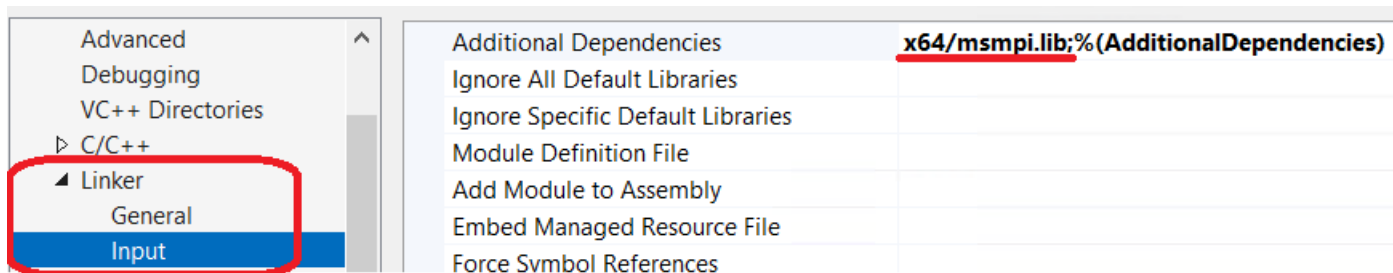 Advanced
Debugging
VC++ Directories
C/C++
Linker
General
Input
Additional Dependencies x64/msmpi.lib;%(AdditionalDependencies)
Ignore All Default Libraries
Ignore Specific Default Libraries
Module Definition File
Add Module to Assembly
Embed Managed Resource File
Force Symbol References